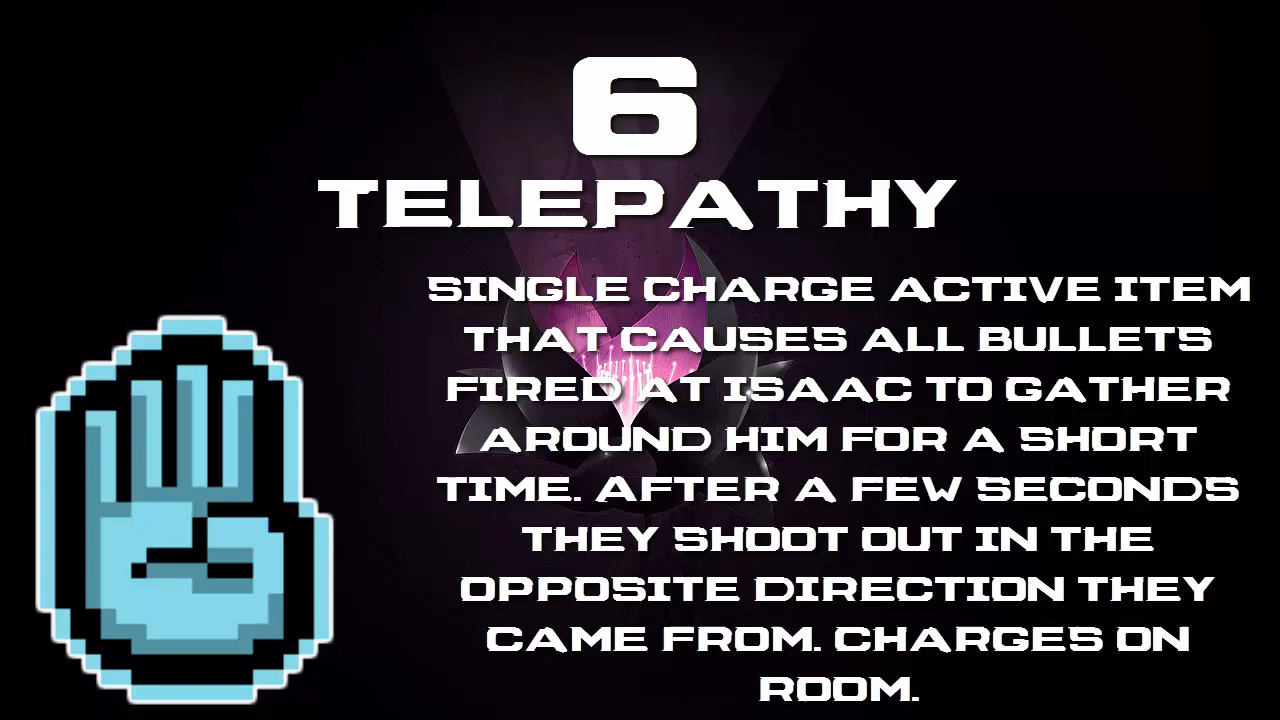 6
TELEPATHY
SINGLE CHARGE ACTIVE ITEM
THAT CAUSES ALL BULLETS
FIRED AT ISAAC TO GATHER
AROUND HIM FOR A SHORT
TIME. AFTER A FEW SECONDS
THEY SHOOT OUT IN THE
OPPOSITE DIRECTION THEY
CAME FROM. CHARGES ON
ROOM.